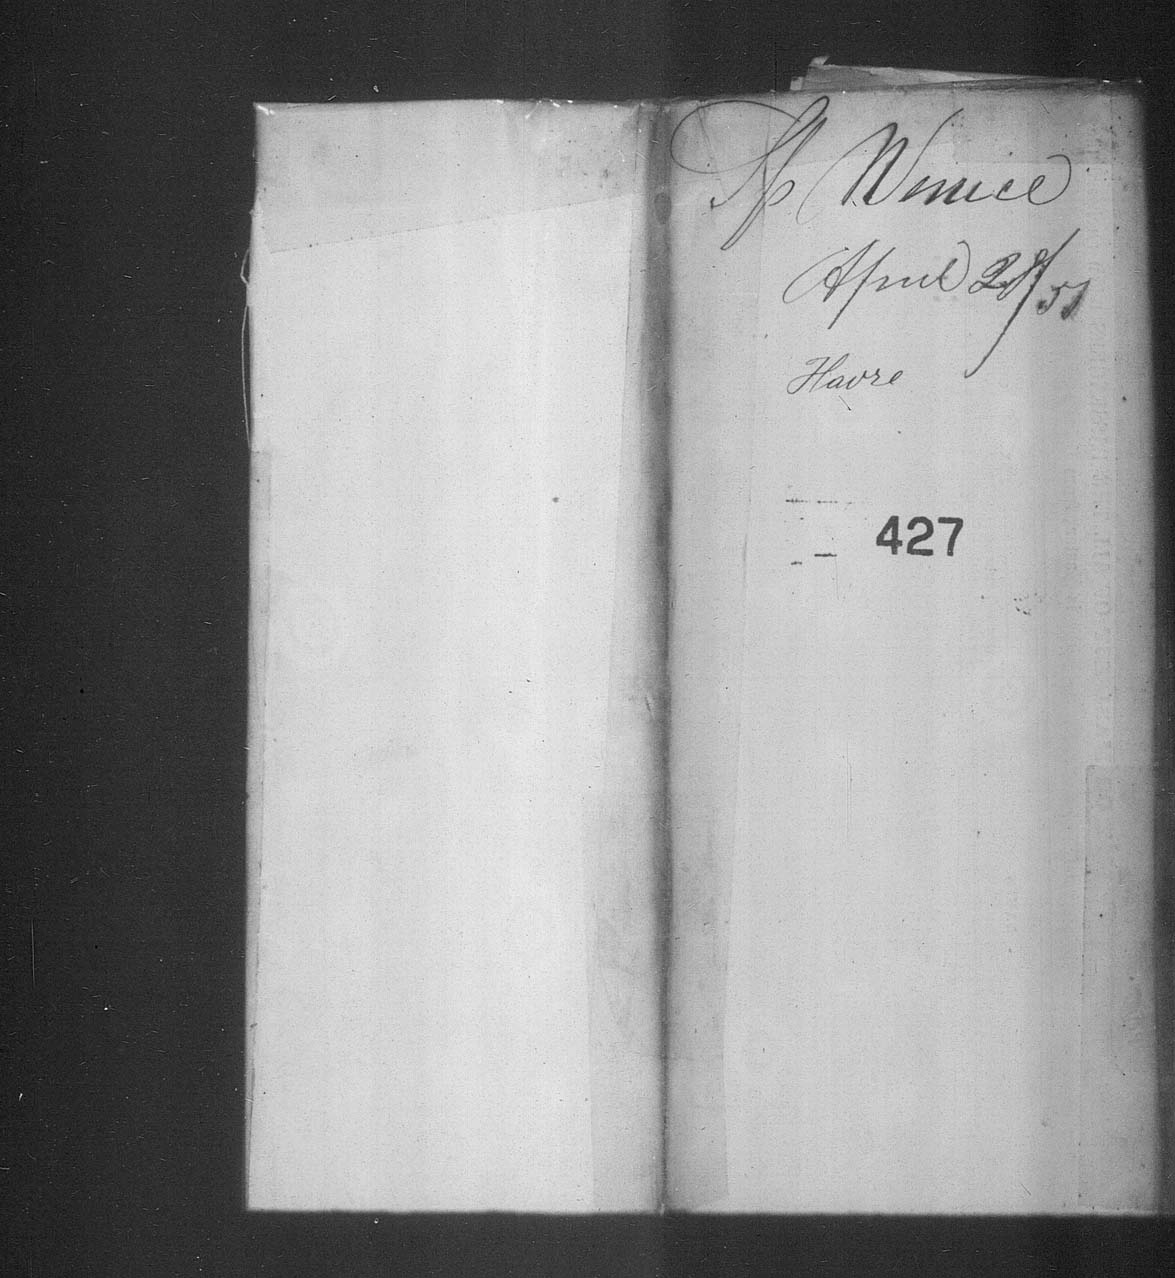 Sp Venice
April 28/51
Havre
427